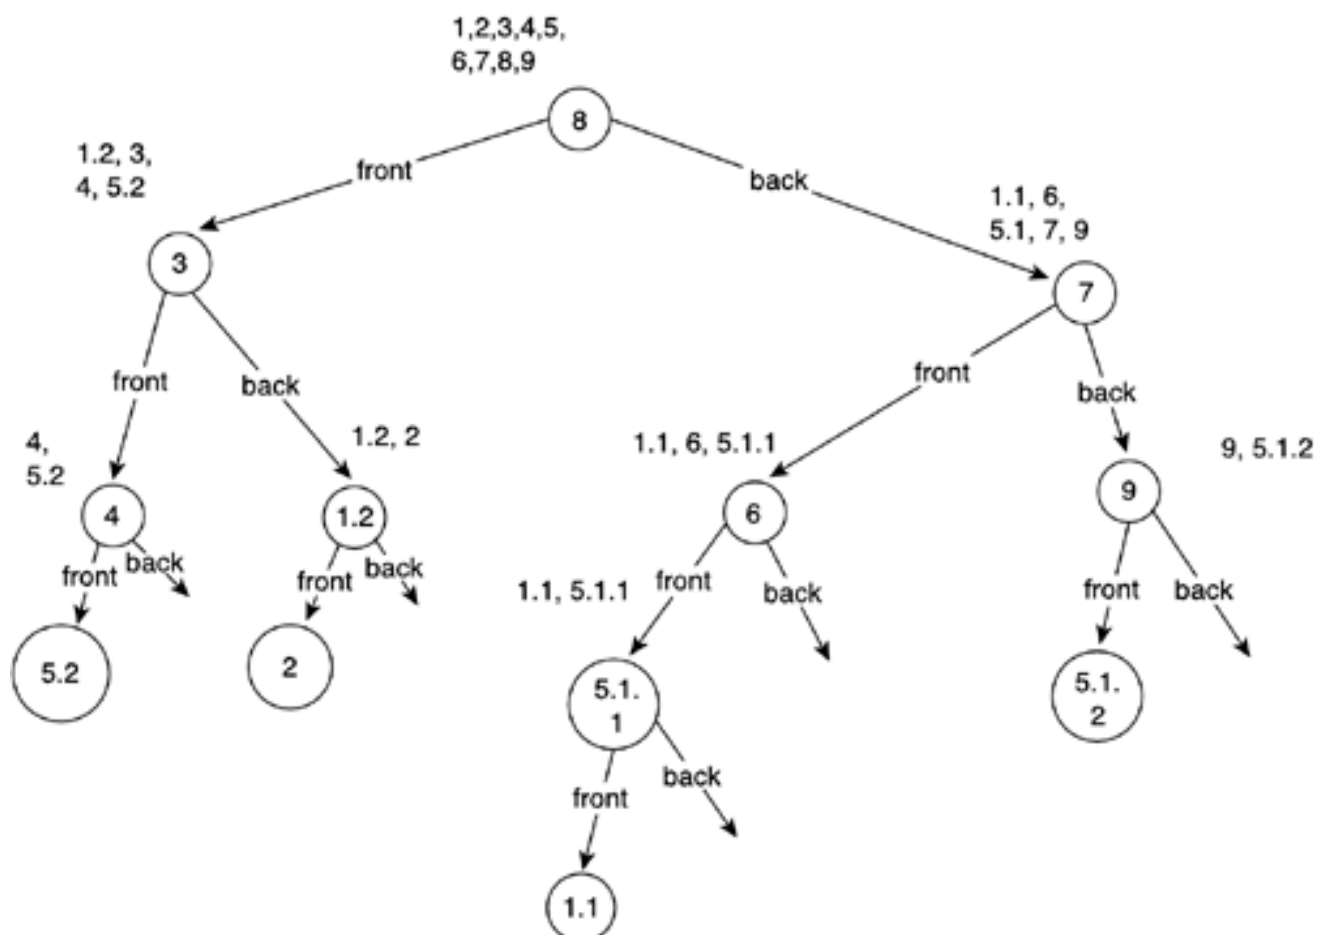 1,2,3,4,5,
6,7,8,9
8
1.2, 3,
4, 5.2
front
back
1.1, 6,
5.1, 7, 9
3
7
front
back
front
back
4,
5.2
1.2, 2
1.1, 6, 5.1.1
9, 5.1.2
4
1.2
6
9
front
back
front
back
1.1, 5.1.1
front
back
front
back
5.2
2
5.1.
1
5.1.
2
front
back
1.1